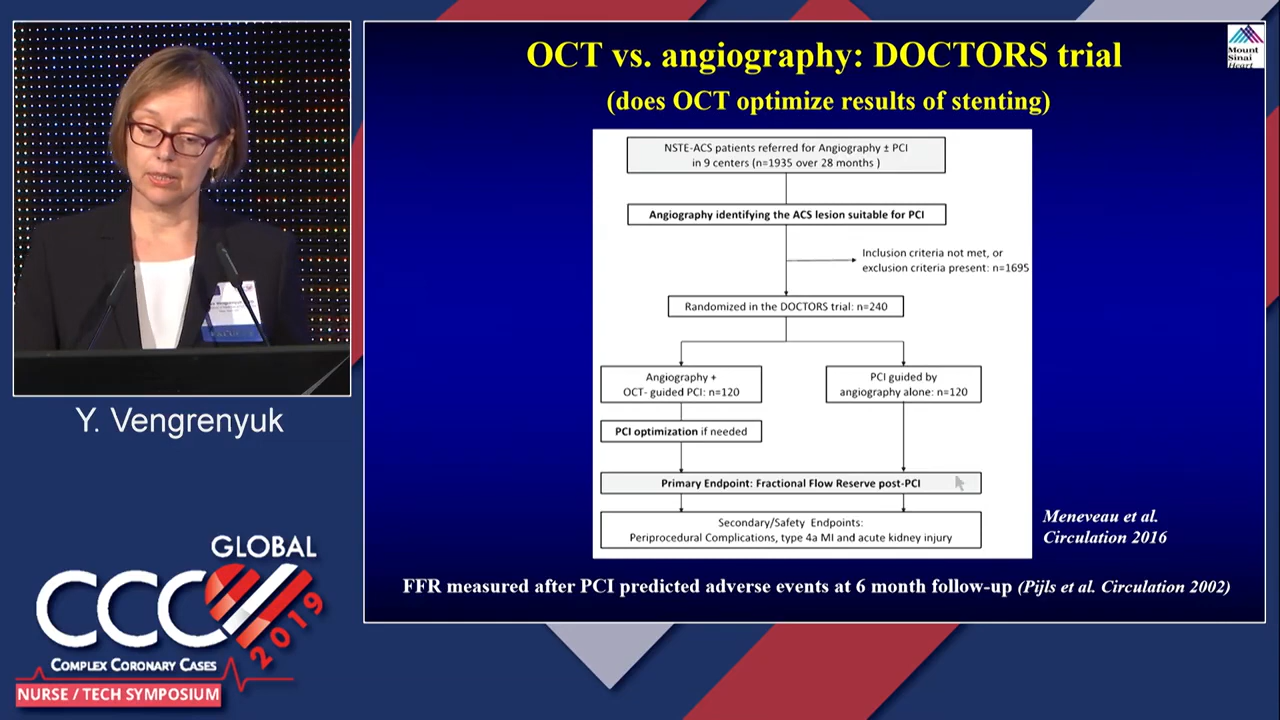 OCT vs. angiography: DOCTORS trial
(does OCT optimize results of stenting)
Mount
Sinai
Heart
NSTE-ACS patients referred for Angiography ± PCI
in 9 centers (n=1935 over 28 months )
Angiography identifying the ACS lesion suitable for PCI
Inclusion criteria not met, or
exclusion criteria present: n=1695
Randomized in the DOCTORS trial: n=240
Angiography +
OCT- guided PCI: n=120
PCI guided by
angiography alone: n=120
PCI optimization if needed
Primary Endpoint: Fractional Flow Reserve post-PCI
Secondary/Safety Endpoints:
Periprocedural Complications, type 4a MI and acute kidney injury
Meneveau et al.
Circulation 2016
FFR measured after PCI predicted adverse events at 6 month follow-up (Pijls et al. Circulation 2002)
Y. Vengrenyuk
GLOBAL
CCC
2019
COMPLEX CORONARY CASES
NURSE / TECH SYMPOSIUM